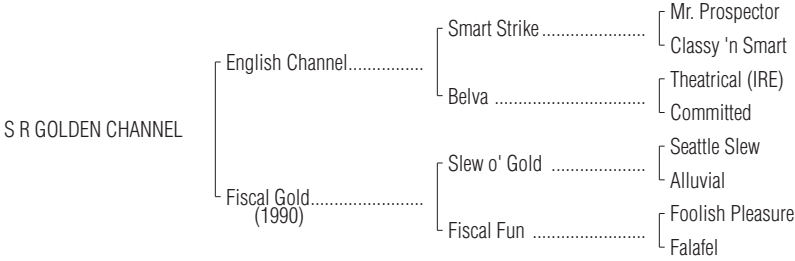 Mr. Prospector
Smart Strike......................
Classy 'n Smart
English Channel................
Theatrical (IRE)
Belva ................................
Committed
S R GOLDEN CHANNEL
Seattle Slew
Slew o' Gold ....................
Alluvial
Fiscal Gold........................
(1990)
Foolish Pleasure
Fiscal Fun ........................
Falafel